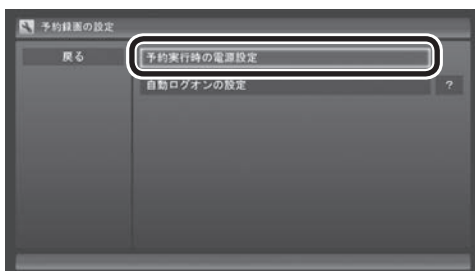 予約録画の設定
戻る
予約実行時の電源設定
自動ログオンの設定
?